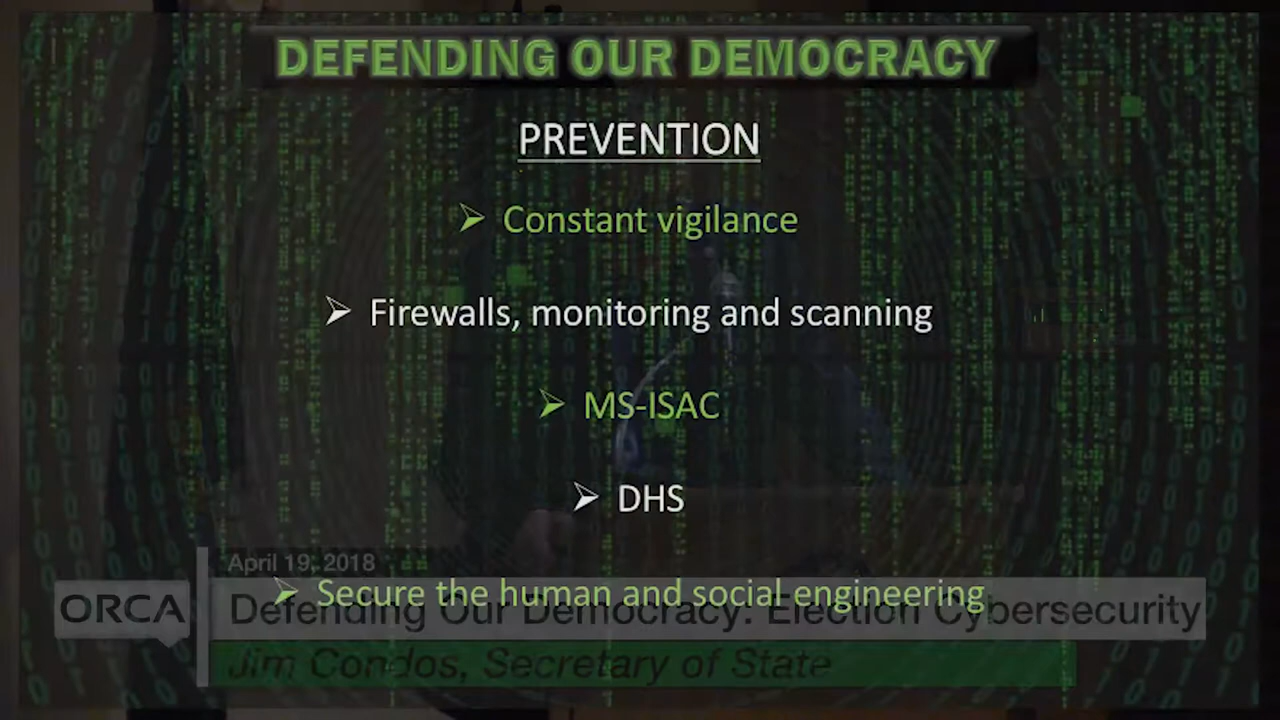 DEFENDING OUR DEMOCRACY
PREVENTION
Constant vigilance
Firewalls, monitoring and scanning
MS-ISAC
DHS
Secure the human and social engineering
April 19, 2018
ORCA
Defending Our Democracy: Election Cybersecurity
Jim Condos, Secretary of State